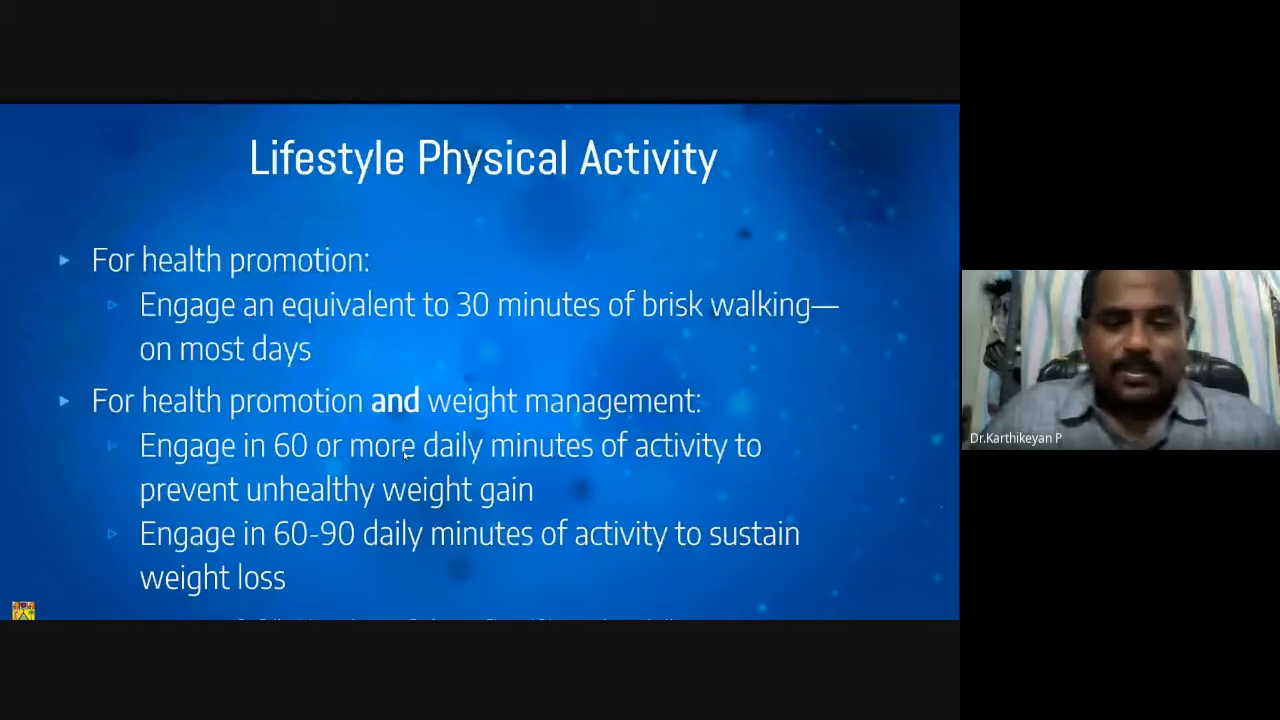 Lifestyle Physical Activity
▸ For health promotion:
▹ Engage an equivalent to 30 minutes of brisk walking—
on most days
▸ For health promotion and weight management:
▹ Engage in 60 or more daily minutes of activity to
prevent unhealthy weight gain
▹ Engage in 60-90 daily minutes of activity to sustain
weight loss
Dr.Karthikeyan P